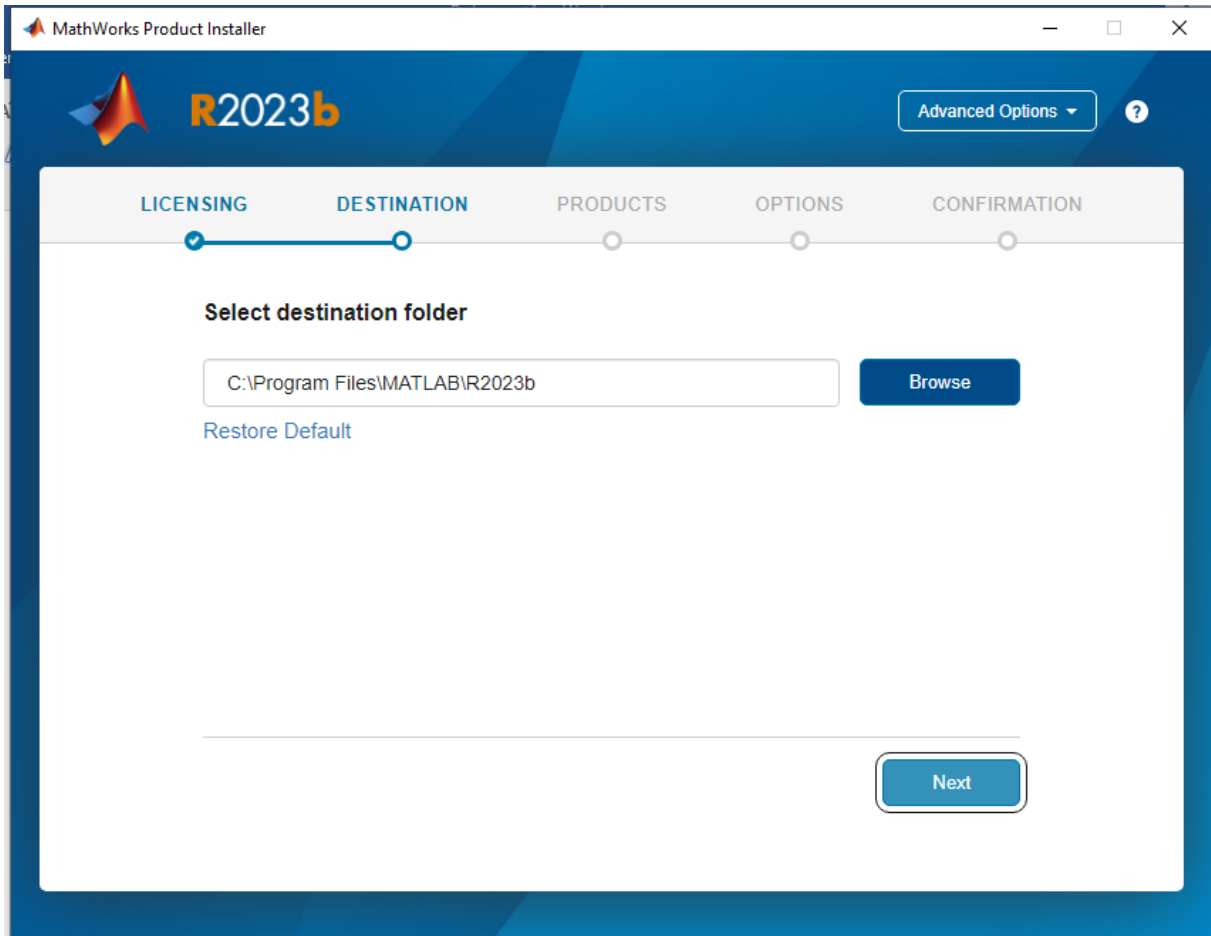 MathWorks Product Installer
R2023b
Advanced Options
?
LICENSING DESTINATION PRODUCTS OPTIONS CONFIRMATION
Select destination folder
C:\Program Files\MATLAB\R2023b
Browse
Restore Default
Next